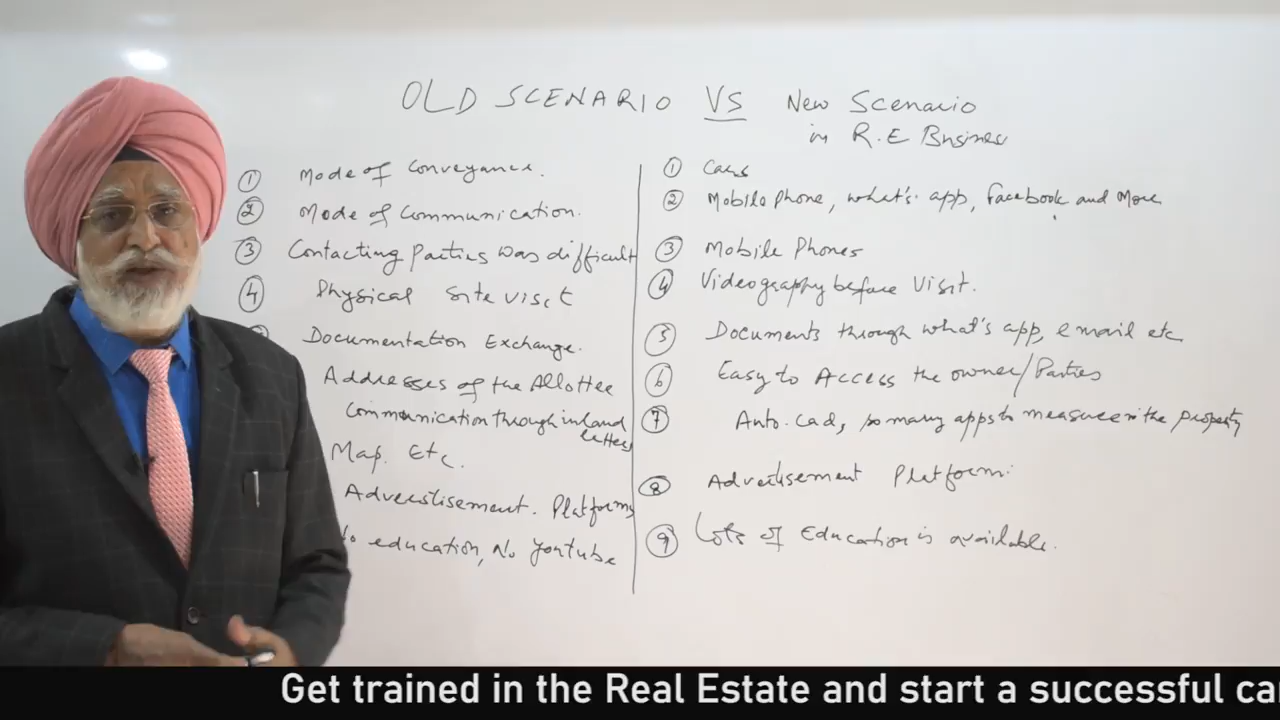 OLD SCENARIO VS New Scenario
in R.E Business
① Mode of Conveyance.
② Mode of Communication.
③ Contacting Parties was difficult
④ Physical Site visit
Documentation Exchange.
Addresses of the Allottee
Communication through inland
letters
Map. Etc.
Advertisement. Platforms
No education, No Youtube
① Cars
② Mobile Phone, what's app, Facebook and More
③ Mobile Phones
④ Videography before Visit.
⑤ Documents through what's app, email etc
⑥ Easy to Access the owner/Parties
⑦ Auto.Cad, so many apps to measure the property
⑧ Advertisement Platform.
⑨ Lots of Education is available.
Get trained in the Real Estate and start a successful ca